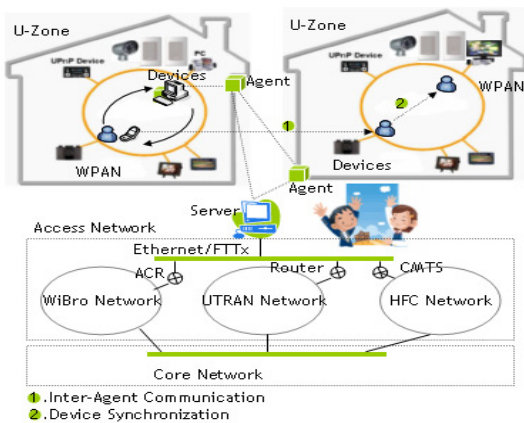 U-Zone
UPnP Device
PC
Devices
Agent
WPAN
U-Zone
WPAN
2
1
Devices
Agent
Server
Access Network
Ethernet/FTTx
ACR
Router
CMTS
WiBro Network
UTRAN Network
HFC Network
Core Network
1.Inter-Agent Communication
2.Device Synchronization
UPnP Device